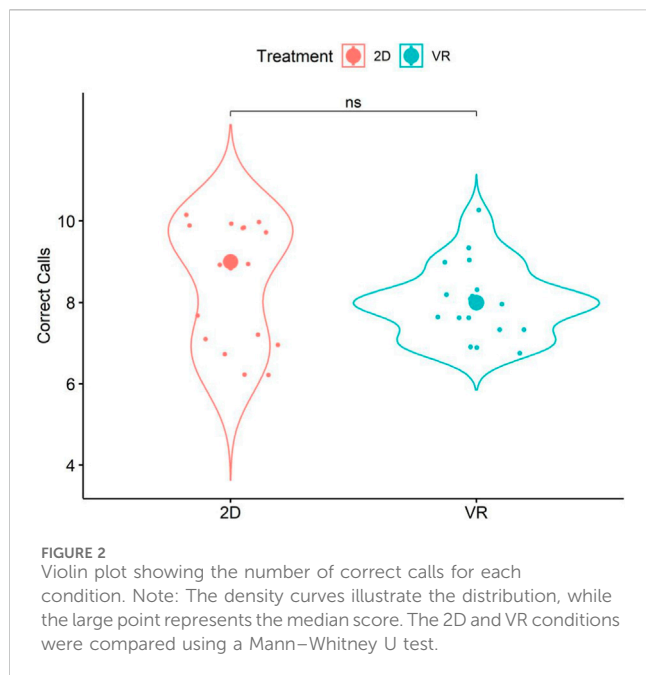 Treatment 2D VR
ns
Correct Calls
10
8
6
4
2D VR
FIGURE 2
Violin plot showing the number of correct calls for each
condition. Note: The density curves illustrate the distribution, while
the large point represents the median score. The 2D and VR conditions
were compared using a Mann–Whitney U test.